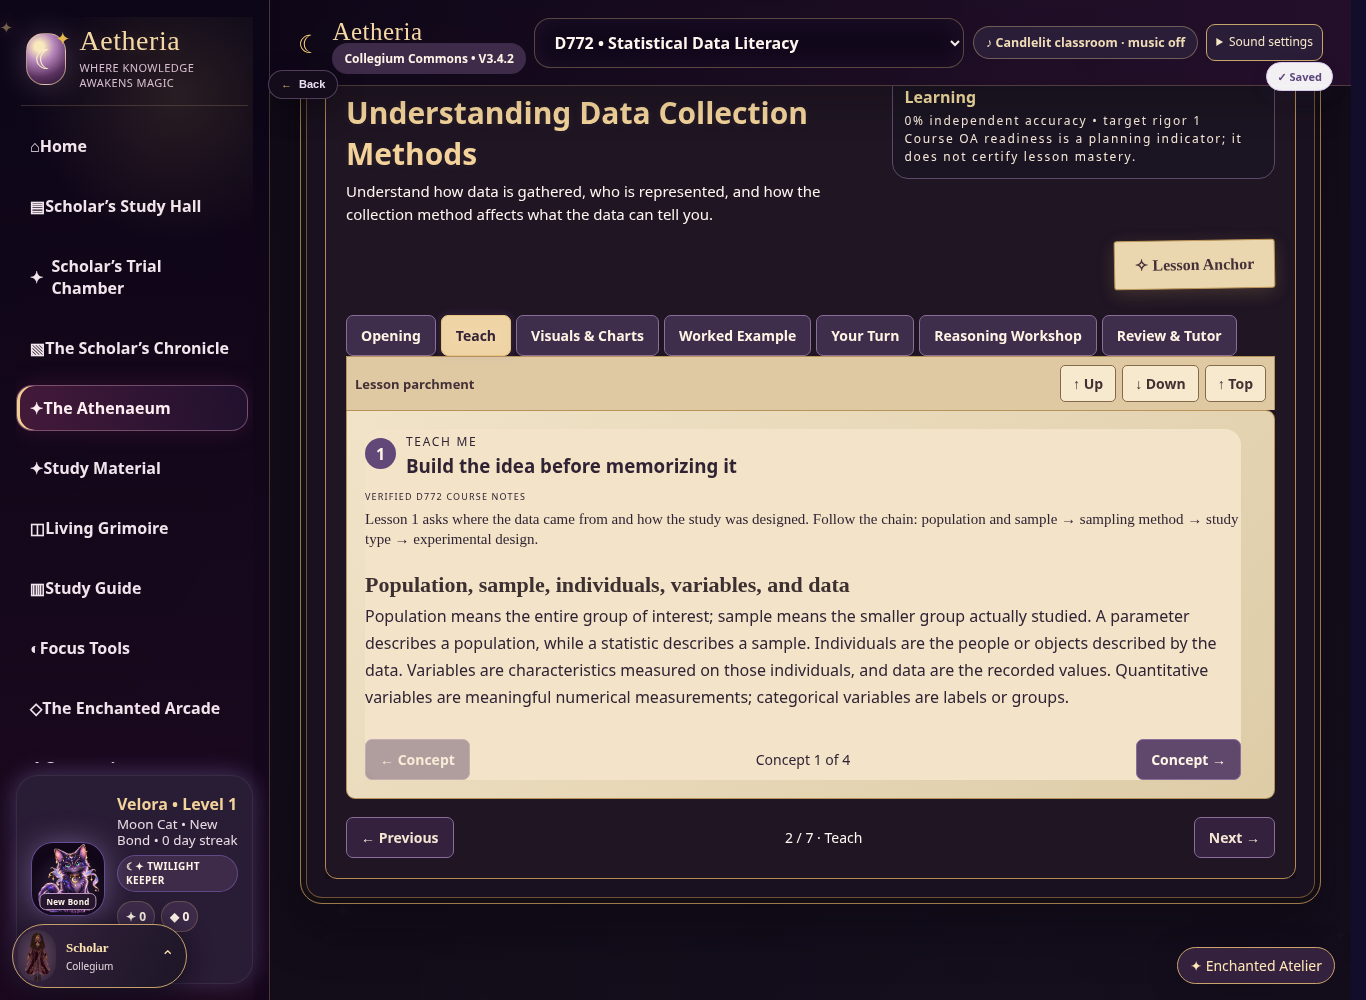 Aetheria
WHERE KNOWLEDGE
AWAKENS MAGIC
Home
Scholar’s Study Hall
Scholar’s Trial
Chamber
The Scholar’s Chronicle
The Athenaeum
Study Material
Living Grimoire
Study Guide
Focus Tools
The Enchanted Arcade
Velora • Level 1
Moon Cat • New
Bond • 0 day streak
☾✦ TWILIGHT
KEEPER
New Bond
✦ 0
◆ 0
Scholar
Collegium
Aetheria
Collegium Commons • V3.4.2
D772 • Statistical Data Literacy
♪ Candlelit classroom · music off
▶ Sound settings
✓ Saved
← Back
Understanding Data Collection
Methods
Understand how data is gathered, who is represented, and how the
collection method affects what the data can tell you.
Learning
0% independent accuracy • target rigor 1
Course OA readiness is a planning indicator; it
does not certify lesson mastery.
✧ Lesson Anchor
Opening
Teach
Visuals & Charts
Worked Example
Your Turn
Reasoning Workshop
Review & Tutor
Lesson parchment
↑ Up
↓ Down
↑ Top
1
TEACH ME
Build the idea before memorizing it
VERIFIED D772 COURSE NOTES
Lesson 1 asks where the data came from and how the study was designed. Follow the chain: population and sample → sampling method → study
type → experimental design.
Population, sample, individuals, variables, and data
Population means the entire group of interest; sample means the smaller group actually studied. A parameter
describes a population, while a statistic describes a sample. Individuals are the people or objects described by the
data. Variables are characteristics measured on those individuals, and data are the recorded values. Quantitative
variables are meaningful numerical measurements; categorical variables are labels or groups.
← Concept
Concept 1 of 4
Concept →
← Previous
2 / 7 · Teach
Next →
✦ Enchanted Atelier